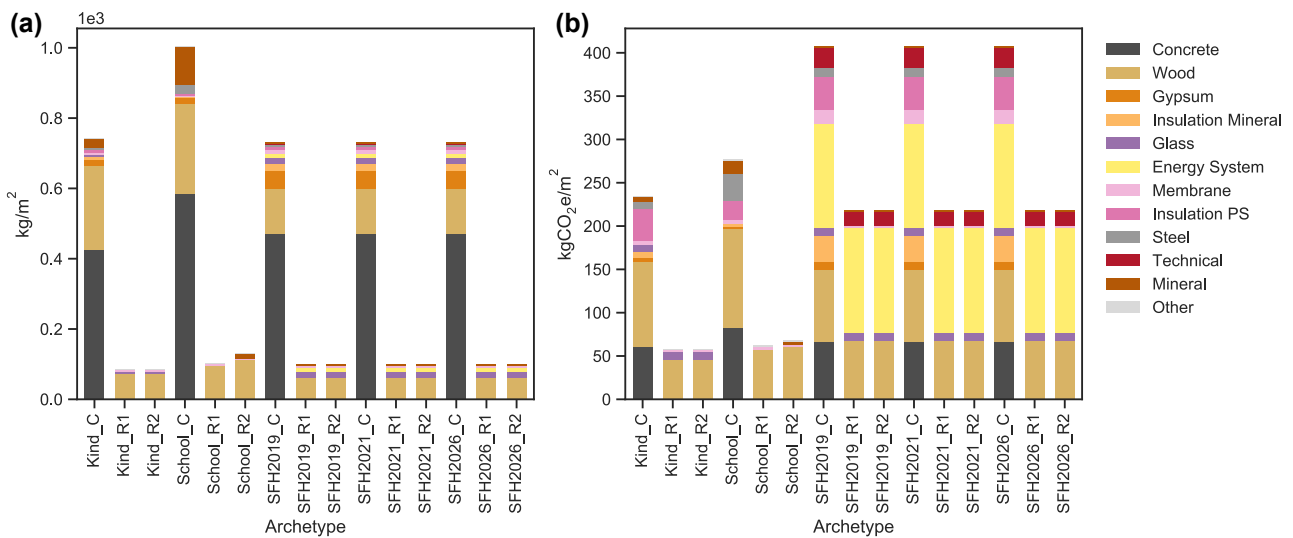 (a)
1e3
1.0
0.8
0.6
0.4
0.2
0.0
kg/m²
Kind_C
Kind_R1
Kind_R2
School_C
School_R1
School_R2
SFH2019_C
SFH2019_R1
SFH2019_R2
SFH2021_C
SFH2021_R1
SFH2021_R2
SFH2026_C
SFH2026_R1
SFH2026_R2
Archetype
(b)
400
350
300
250
200
150
100
50
0
kgCO₂e/m²
Kind_C
Kind_R1
Kind_R2
School_C
School_R1
School_R2
SFH2019_C
SFH2019_R1
SFH2019_R2
SFH2021_C
SFH2021_R1
SFH2021_R2
SFH2026_C
SFH2026_R1
SFH2026_R2
Archetype
Concrete
Wood
Gypsum
Insulation Mineral
Glass
Energy System
Membrane
Insulation PS
Steel
Technical
Mineral
Other